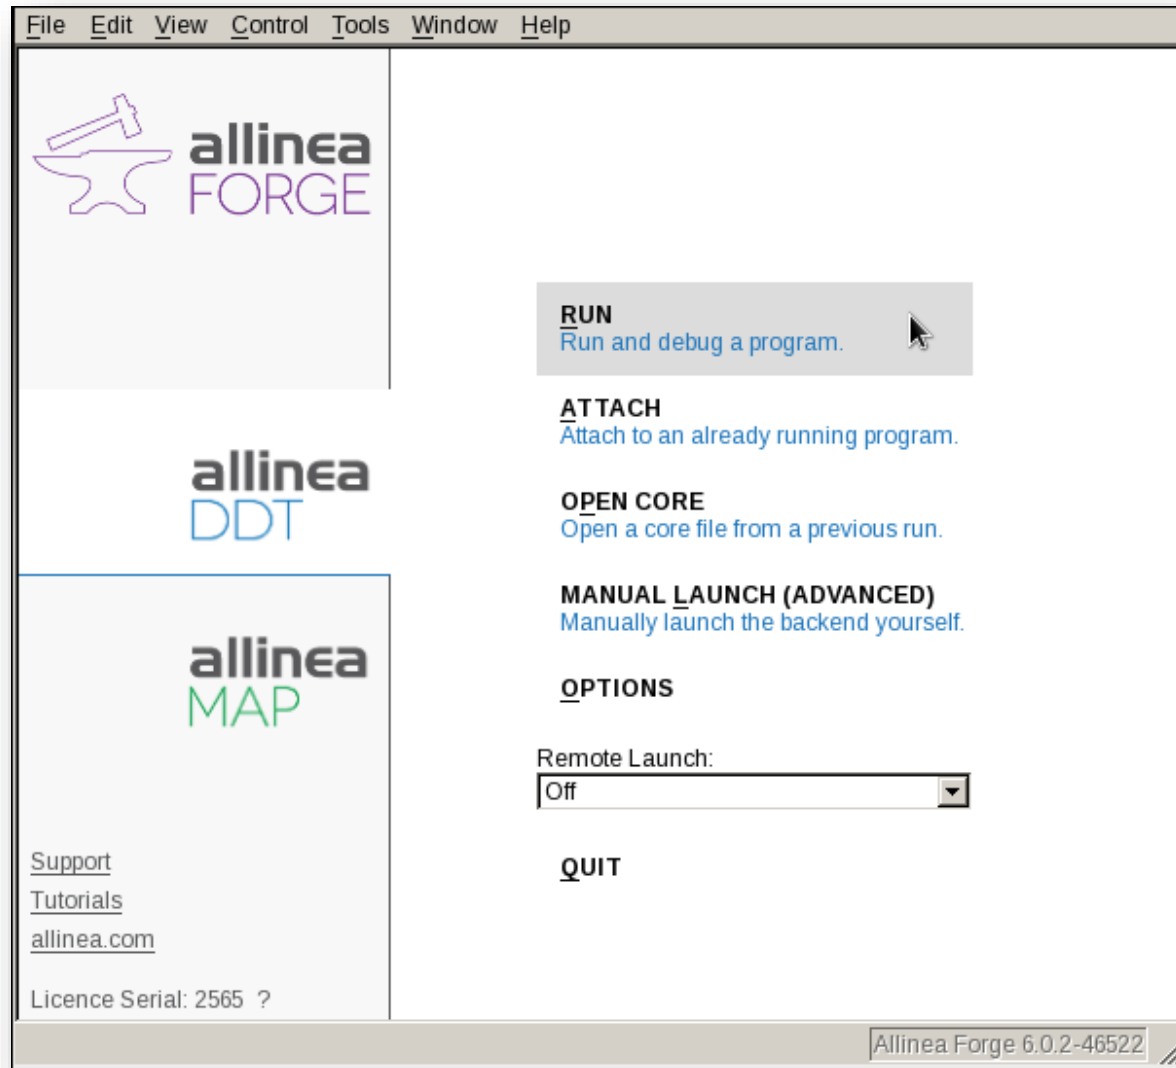 File Edit View Control Tools Window Help
allinea
FORGE
allinea
DDT
allinea
MAP
Support
Tutorials
allinea.com
Licence Serial: 2565 ?
RUN
Run and debug a program.
ATTACH
Attach to an already running program.
OPEN CORE
Open a core file from a previous run.
MANUAL LAUNCH (ADVANCED)
Manually launch the backend yourself.
OPTIONS
Remote Launch:
Off
QUIT
Allinea Forge 6.0.2-46522